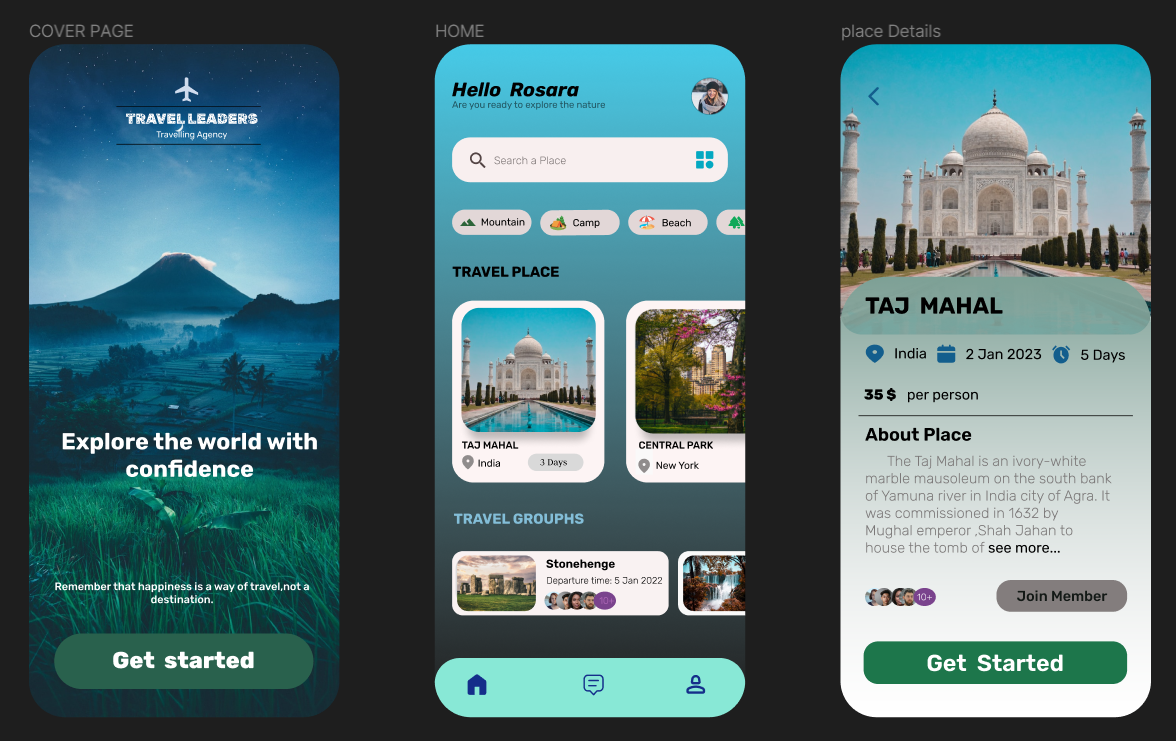 COVER PAGE
TRAVEL LEADERS
Travelling Agency
Explore the world with
confidence
Remember that happiness is a way of travel,not a
destination.
Get started
HOME
Hello Rosara
Are you ready to explore the nature
Search a Place
Mountain
Camp
Beach
TRAVEL PLACE
TAJ MAHAL
India
3 Days
CENTRAL PARK
New York
TRAVEL GROUPHS
Stonehenge
Departure time: 5 Jan 2022
10+
place Details
TAJ MAHAL
India 2 Jan 2023 5 Days
35 $ per person
About Place
The Taj Mahal is an ivory-white
marble mausoleum on the south bank
of Yamuna river in India city of Agra. It
was commissioned in 1632 by
Mughal emperor ,Shah Jahan to
house the tomb of see more...
10+
Join Member
Get Started